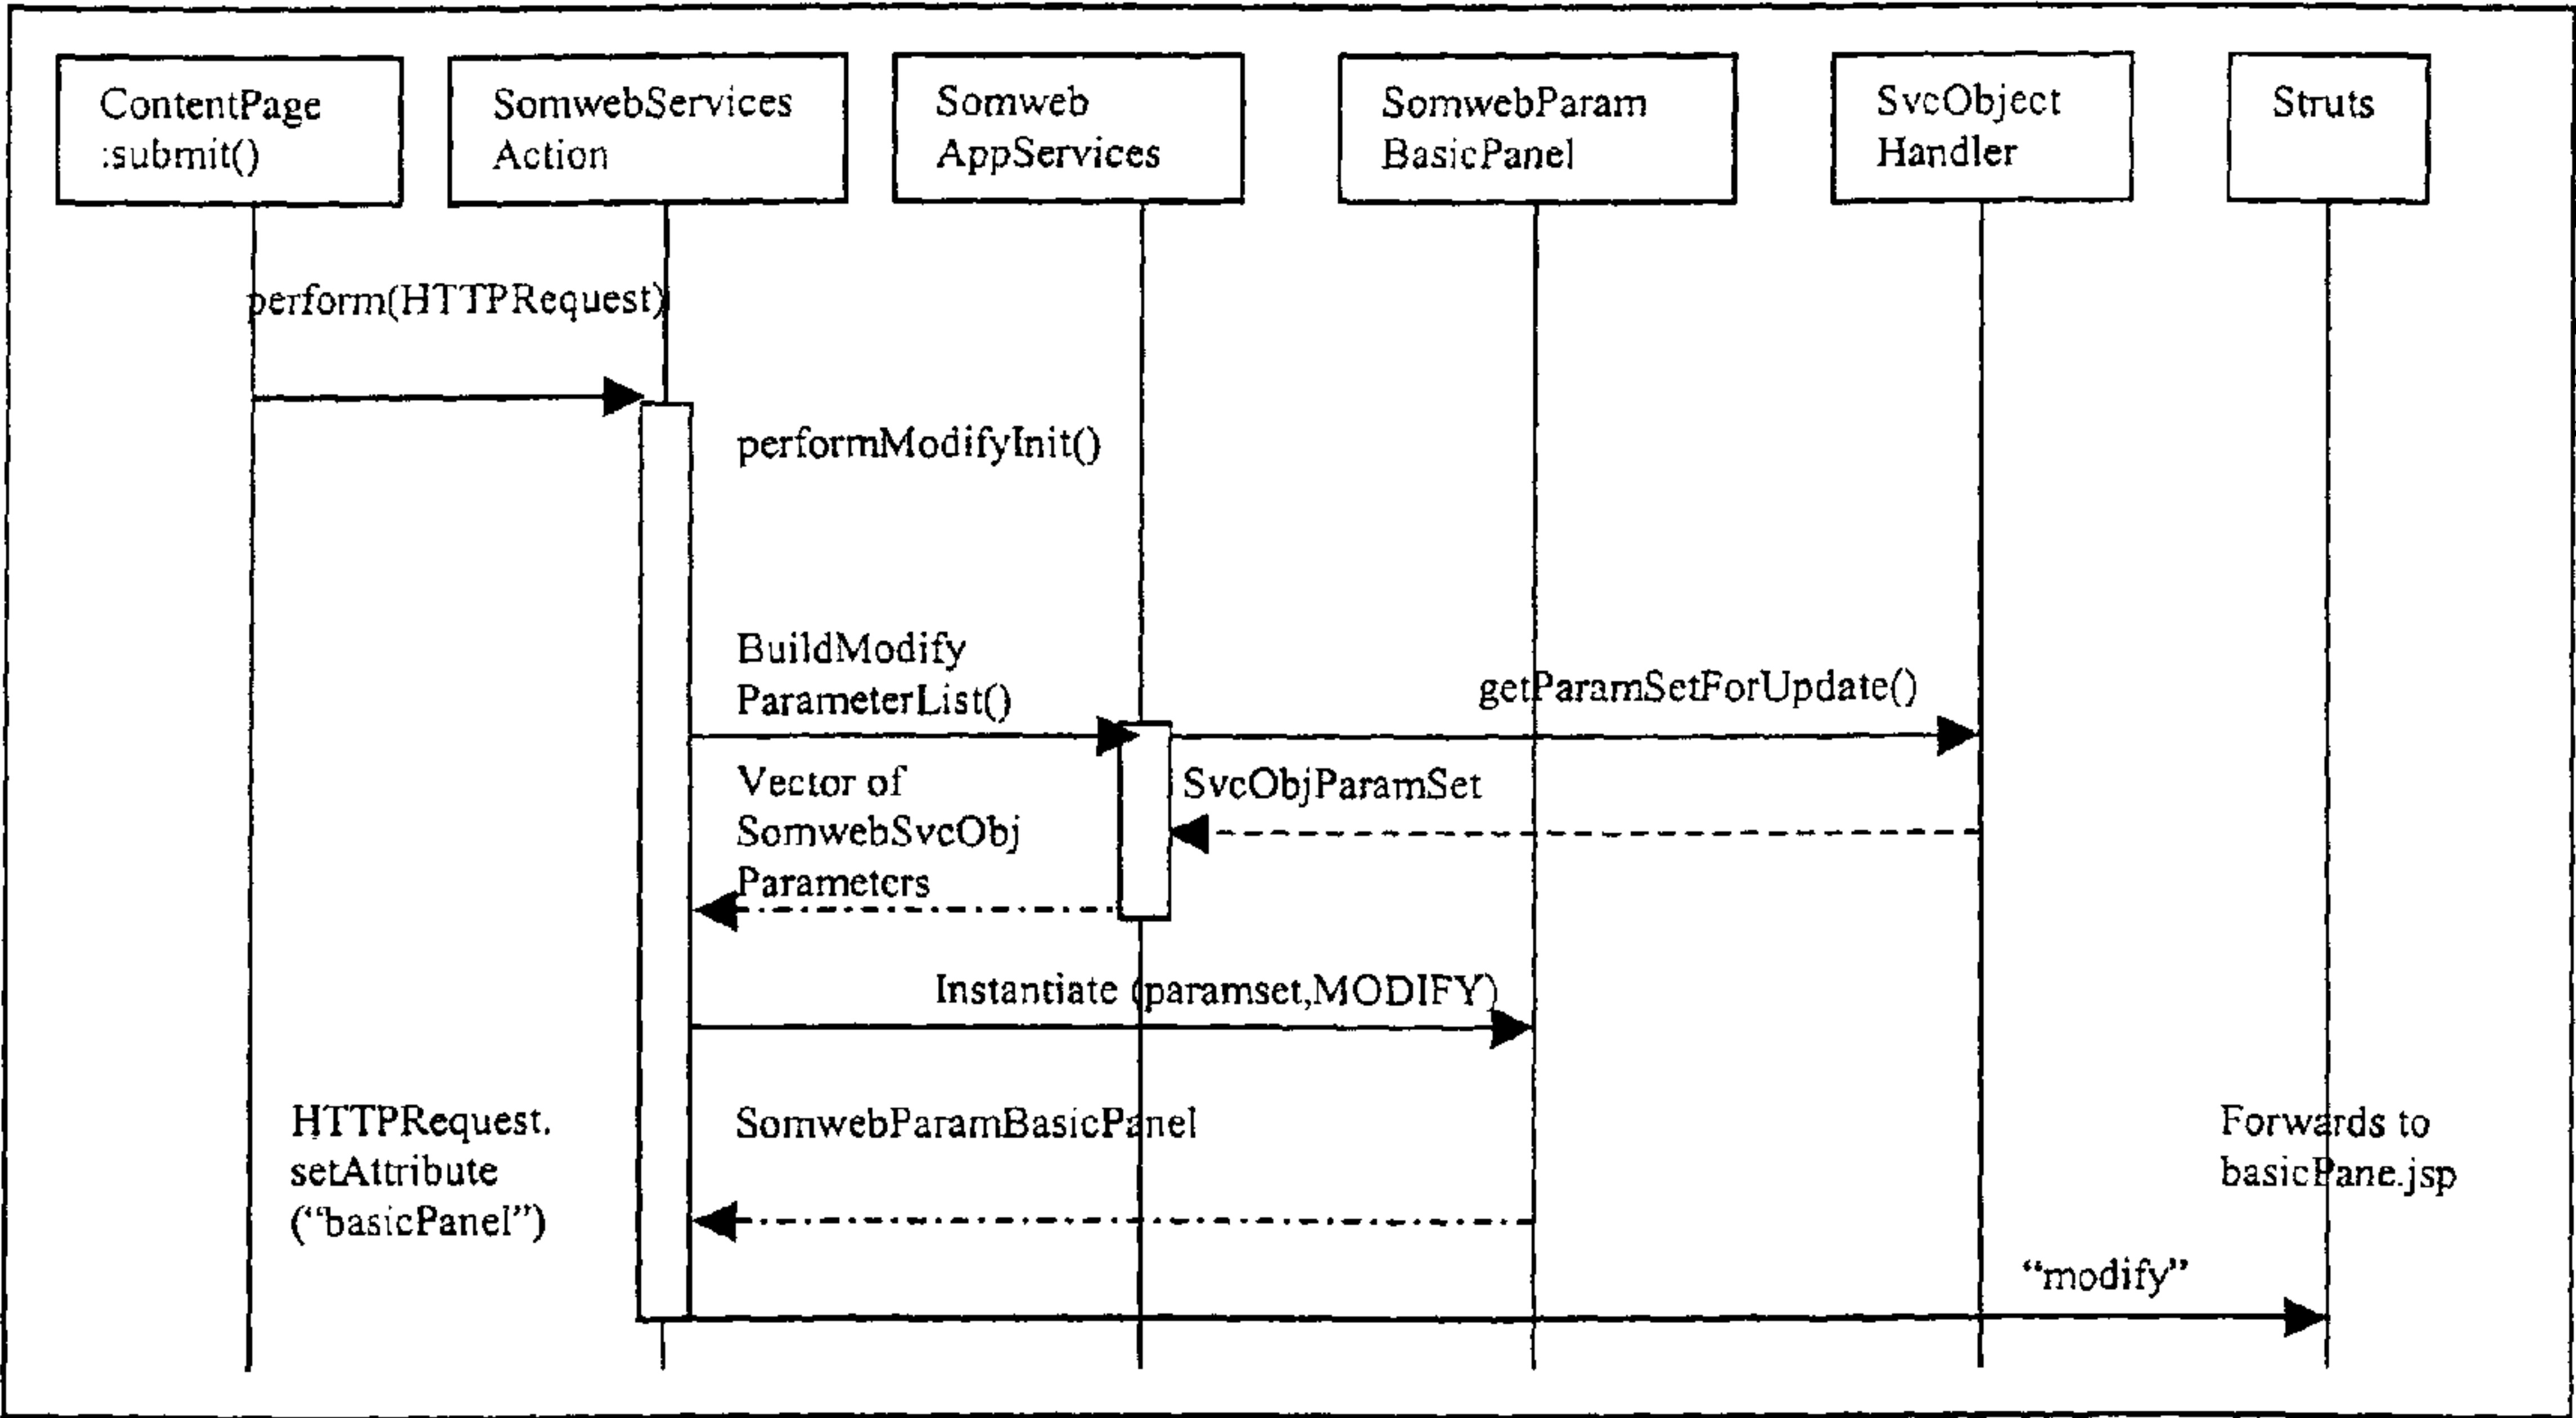 ContentPage
:submit()
SomwebServices
Action
Somweb
AppServices
SomwebParam
BasicPanel
SvcObject
Handler
Struts
perform(HTTPRequest)
performModifyInit()
BuildModify
ParameterList()
getParamSetForUpdate()
Vector of
SomwebSvcObj
Parameters
SvcObjParamSet
Instantiate (paramset,MODIFY)
HTTPRequest.
setAttribute
(“basicPanel”)
SomwebParamBasicPanel
Forwards to
basicPane.jsp
“modify”